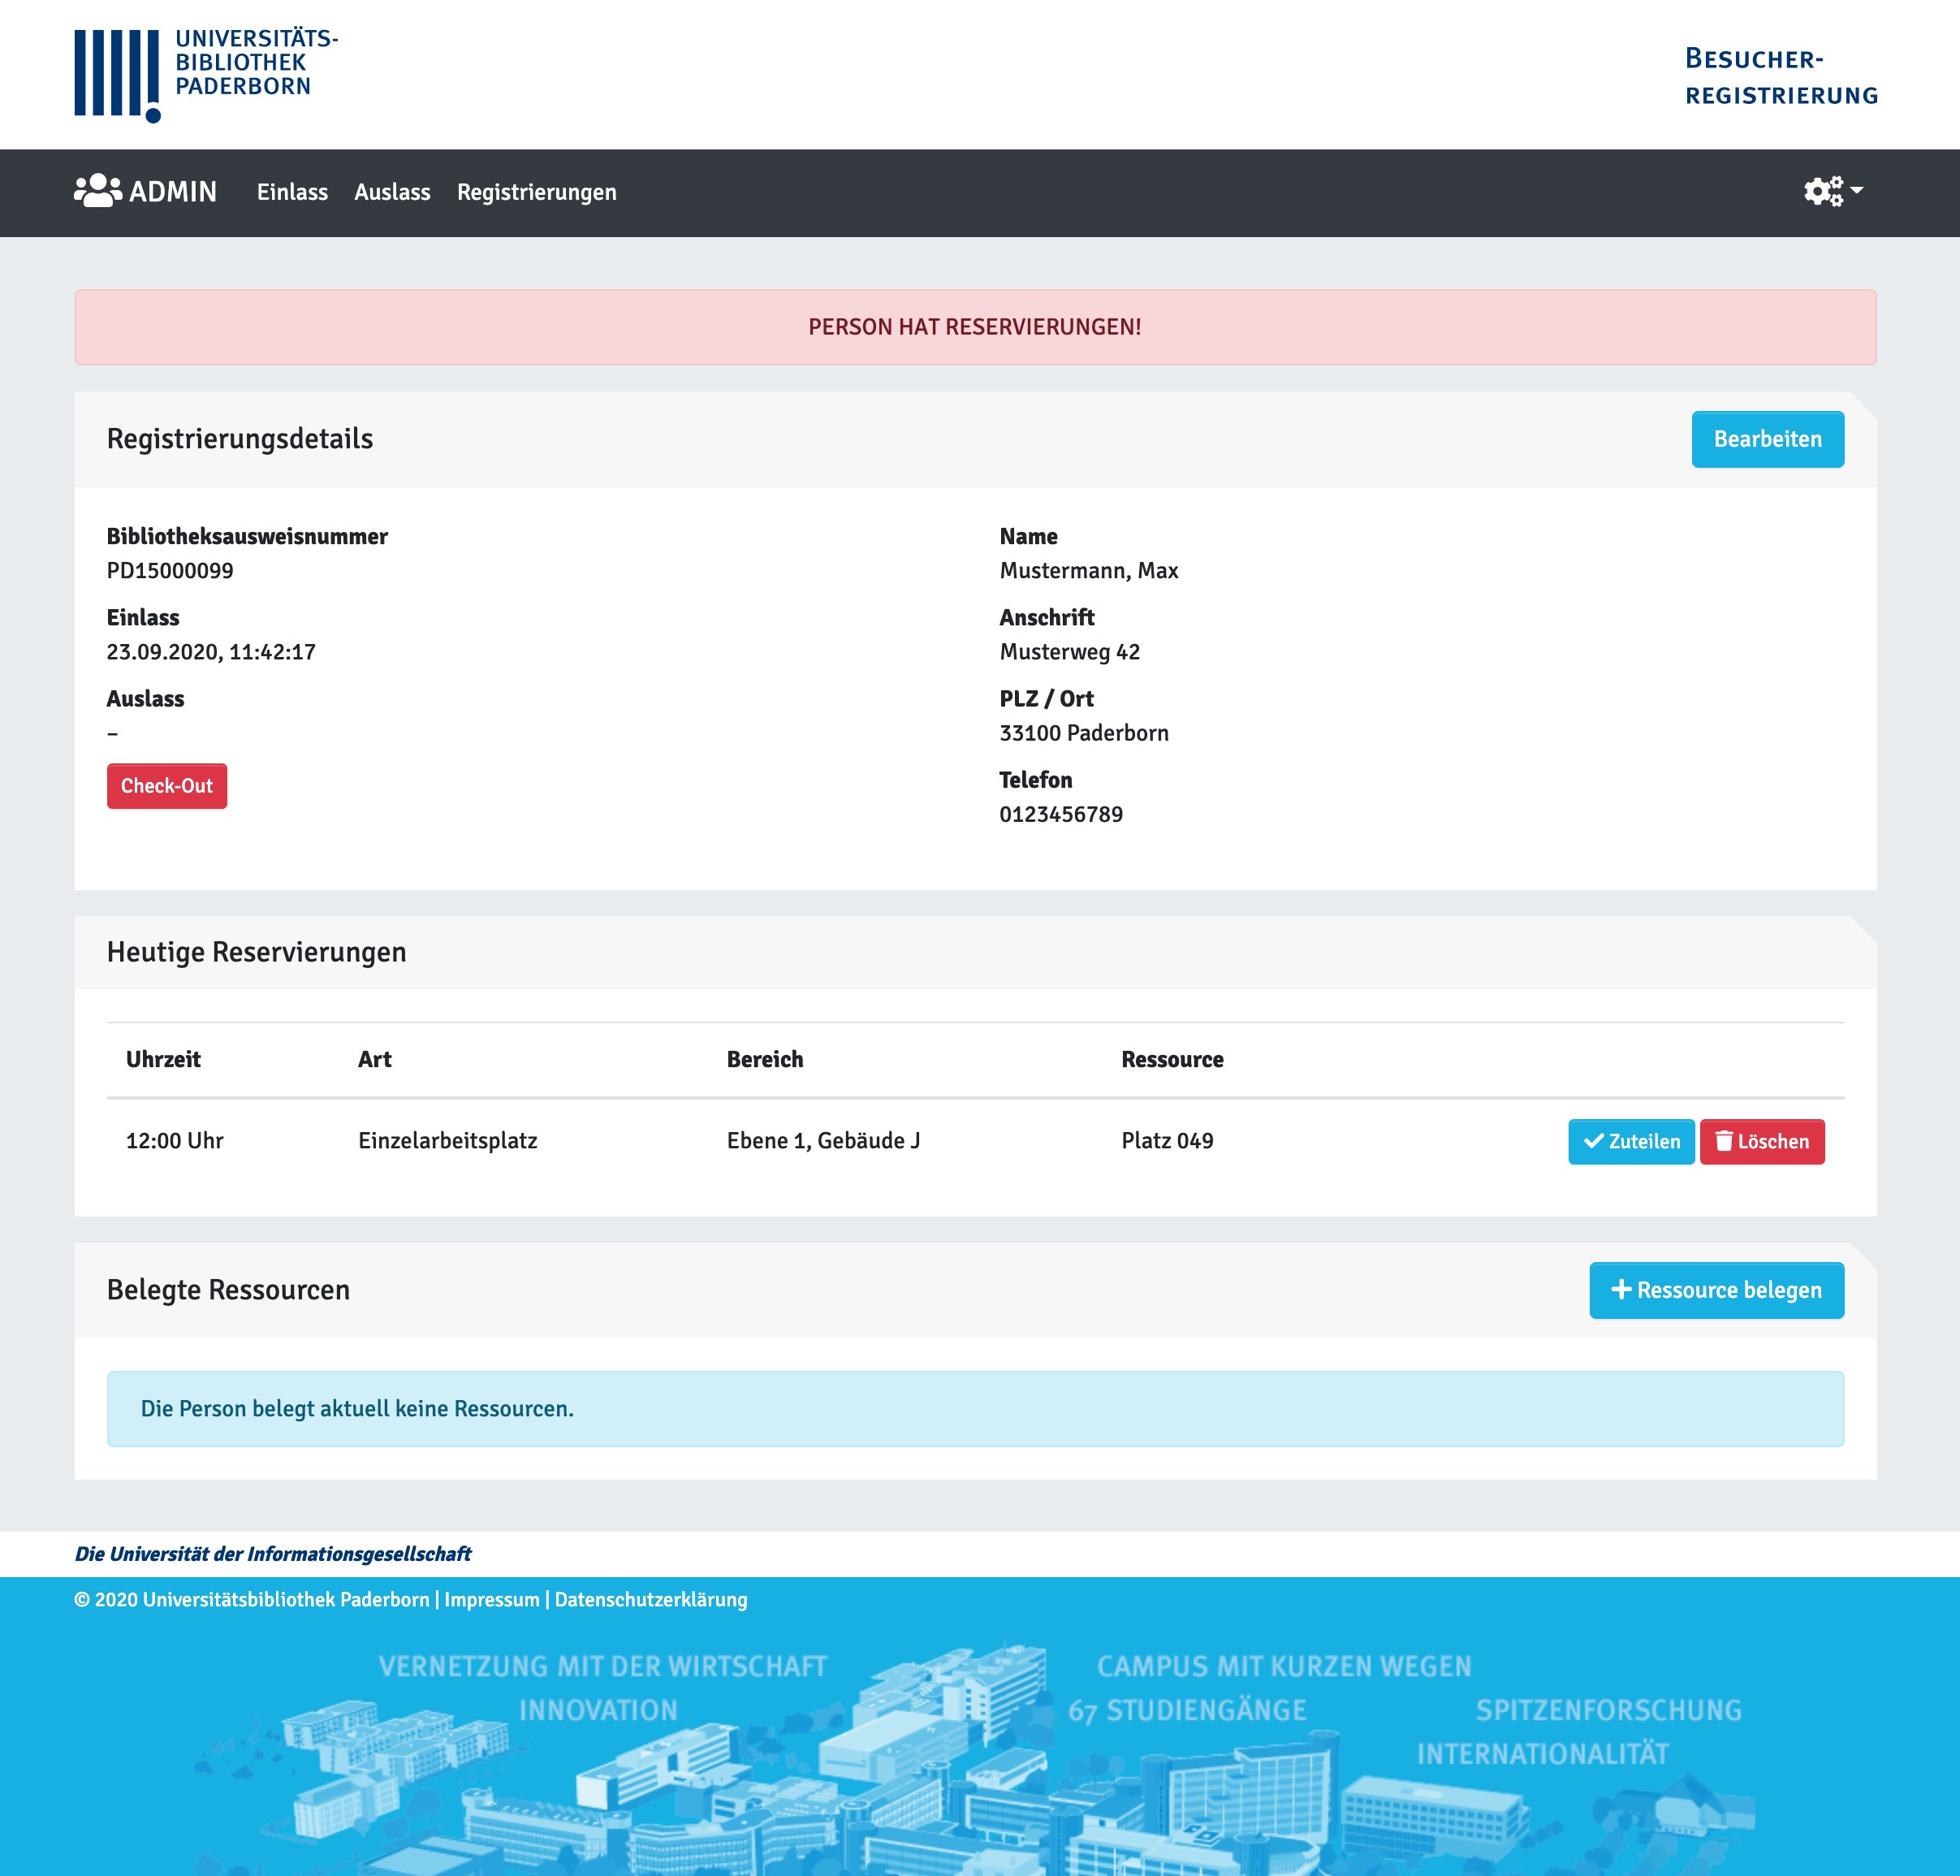 UNIVERSITÄTS-
BIBLIOTHEK
PADERBORN
BESUCHER-
REGISTRIERUNG
ADMIN Einlass Auslass Registrierungen
PERSON HAT RESERVIERUNGEN!
Registrierungsdetails Bearbeiten
Bibliotheksausweisnummer
PD15000099
Einlass
23.09.2020, 11:42:17
Auslass
–
Check-Out
Name
Mustermann, Max
Anschrift
Musterweg 42
PLZ / Ort
33100 Paderborn
Telefon
0123456789
Heutige Reservierungen
Uhrzeit Art Bereich Ressource
12:00 Uhr Einzelarbeitsplatz Ebene 1, Gebäude J Platz 049 Zuteilen Löschen
Belegte Ressourcen + Ressource belegen
Die Person belegt aktuell keine Ressourcen.
Die Universität der Informationsgesellschaft
© 2020 Universitätsbibliothek Paderborn | Impressum | Datenschutzerklärung
VERNETZUNG MIT DER WIRTSCHAFT CAMPUS MIT KURZEN WEGEN
INNOVATION 67 STUDIENGÄNGE SPITZENFORSCHUNG
INTERNATIONALITÄT